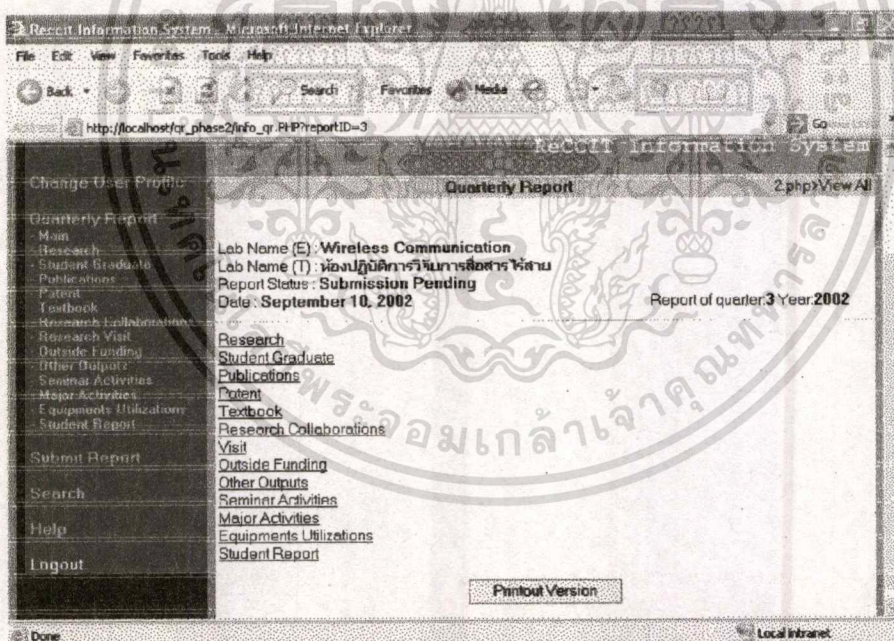 Reccit Information System - Microsoft Internet Explorer
File Edit View Favorites Tools Help
Back Search Favorites Media
Address http://localhost/qr_phase2/info_qr.PHP?reportID=3 Go
ReCCIT Information System
Change User Profile
Quarterly Report
- Main
- Research
- Student Graduate
- Publications
- Patent
- Textbook
- Research Collaborations
- Research Visit
- Outside Funding
- Other Outputs
- Seminar Activities
- Major Activities
- Equipments Utilizations
- Student Report
Submit Report
Search
Help
Logout
Quarterly Report 2.php>View All
Lab Name (E) : Wireless Communication
Lab Name (T) : ห้องปฏิบัติการวิจัยการสื่อสารไร้สาย
Report Status : Submission Pending
Date : September 10, 2002 Report of quarter:3 Year:2002
Research
Student Graduate
Publications
Patent
Textbook
Research Collaborations
Visit
Outside Funding
Other Outputs
Seminar Activities
Major Activities
Equipments Utilizations
Student Report
Printout Version
Done Local intranet
พระจอมเกล้าเจ้าคุณทหาร